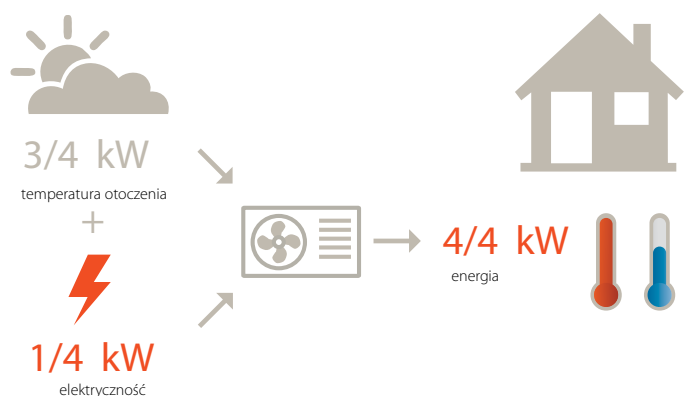 3/4 kW
temperatura otoczenia
+
1/4 kW
elektryczność
4/4 kW
energia